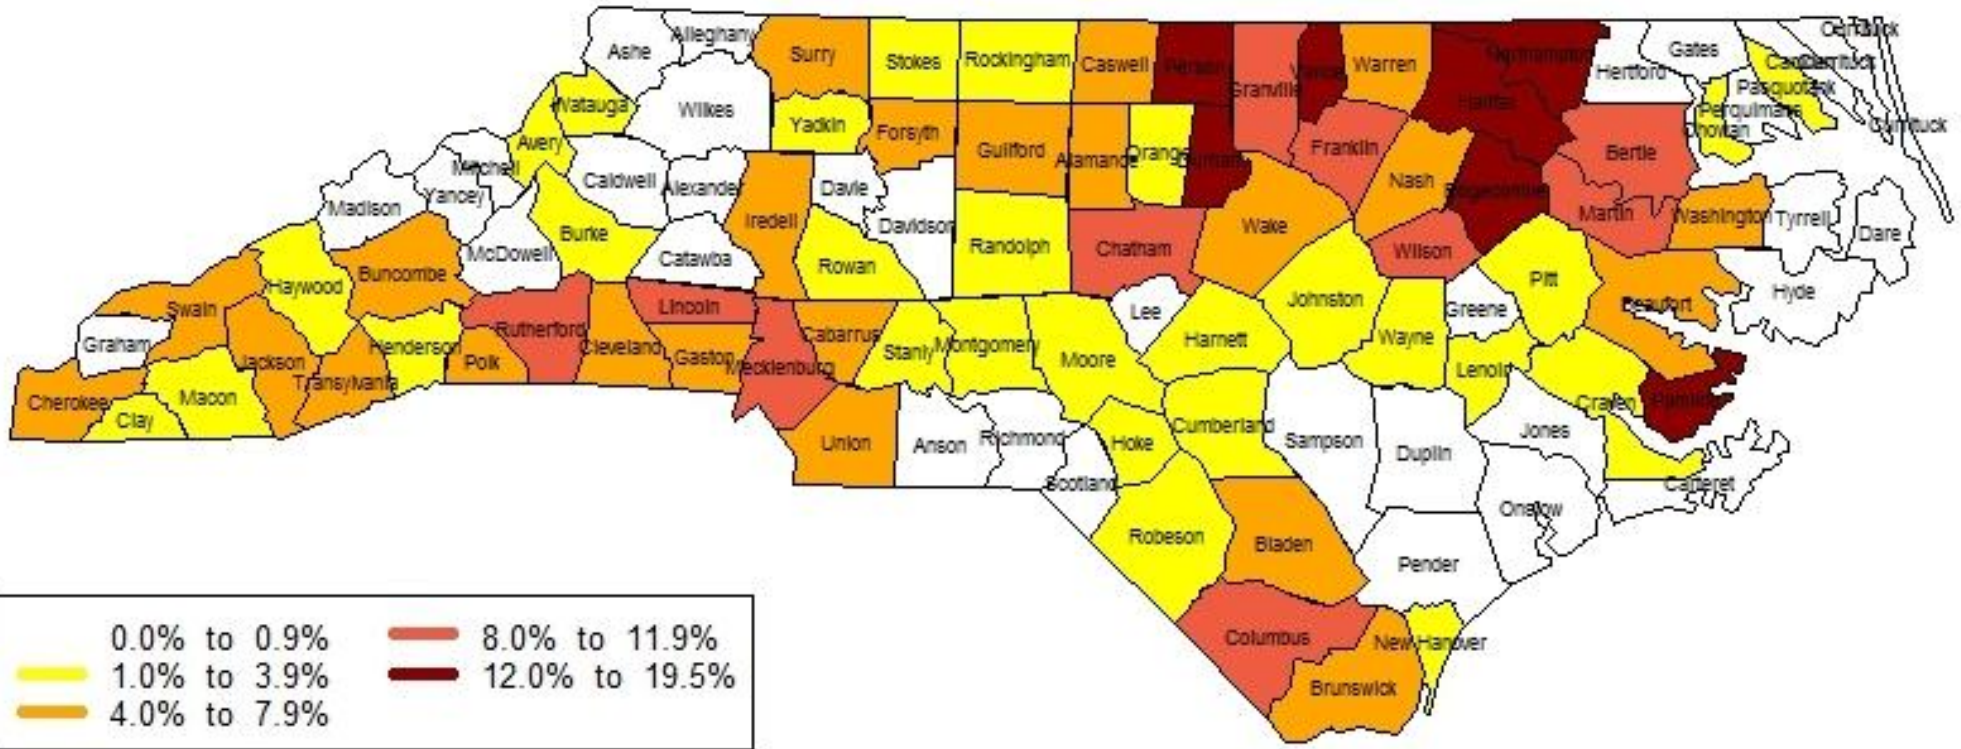 Ashe
Alleghany
Surry
Stokes
Rockingham
Caswell
Person
Granville
Vance
Warren
Northampton
Halifax
Hertford
Gates
Currituck
Camden
Currituck
Pasquotank
Perquimans
Chowan
Currituck
Watauga
Wilkes
Yadkin
Forsyth
Guilford
Alamance
Orange
Durham
Franklin
Nash
Edgecombe
Bertie
Martin
Washington
Tyrrell
Dare
Avery
Mitchell
Yancey
Madison
Caldwell
Alexander
Iredell
Davie
Davidson
Randolph
Chatham
Wake
Wilson
Pitt
Beaufort
Hyde
Burke
McDowell
Catawba
Rowan
Buncombe
Haywood
Swain
Graham
Jackson
Henderson
Polk
Rutherford
Cleveland
Lincoln
Gaston
Mecklenburg
Cabarrus
Stanly
Montgomery
Moore
Lee
Harnett
Johnston
Wayne
Greene
Lenoir
Craven
Pamlico
Jones
Carteret
Onslow
Duplin
Sampson
Cumberland
Hoke
Scotland
Richmond
Anson
Union
Transylvania
Macon
Clay
Cherokee
Robeson
Bladen
Pender
Columbus
New Hanover
Brunswick
0.0% to 0.9%
1.0% to 3.9%
4.0% to 7.9%
8.0% to 11.9%
12.0% to 19.5%